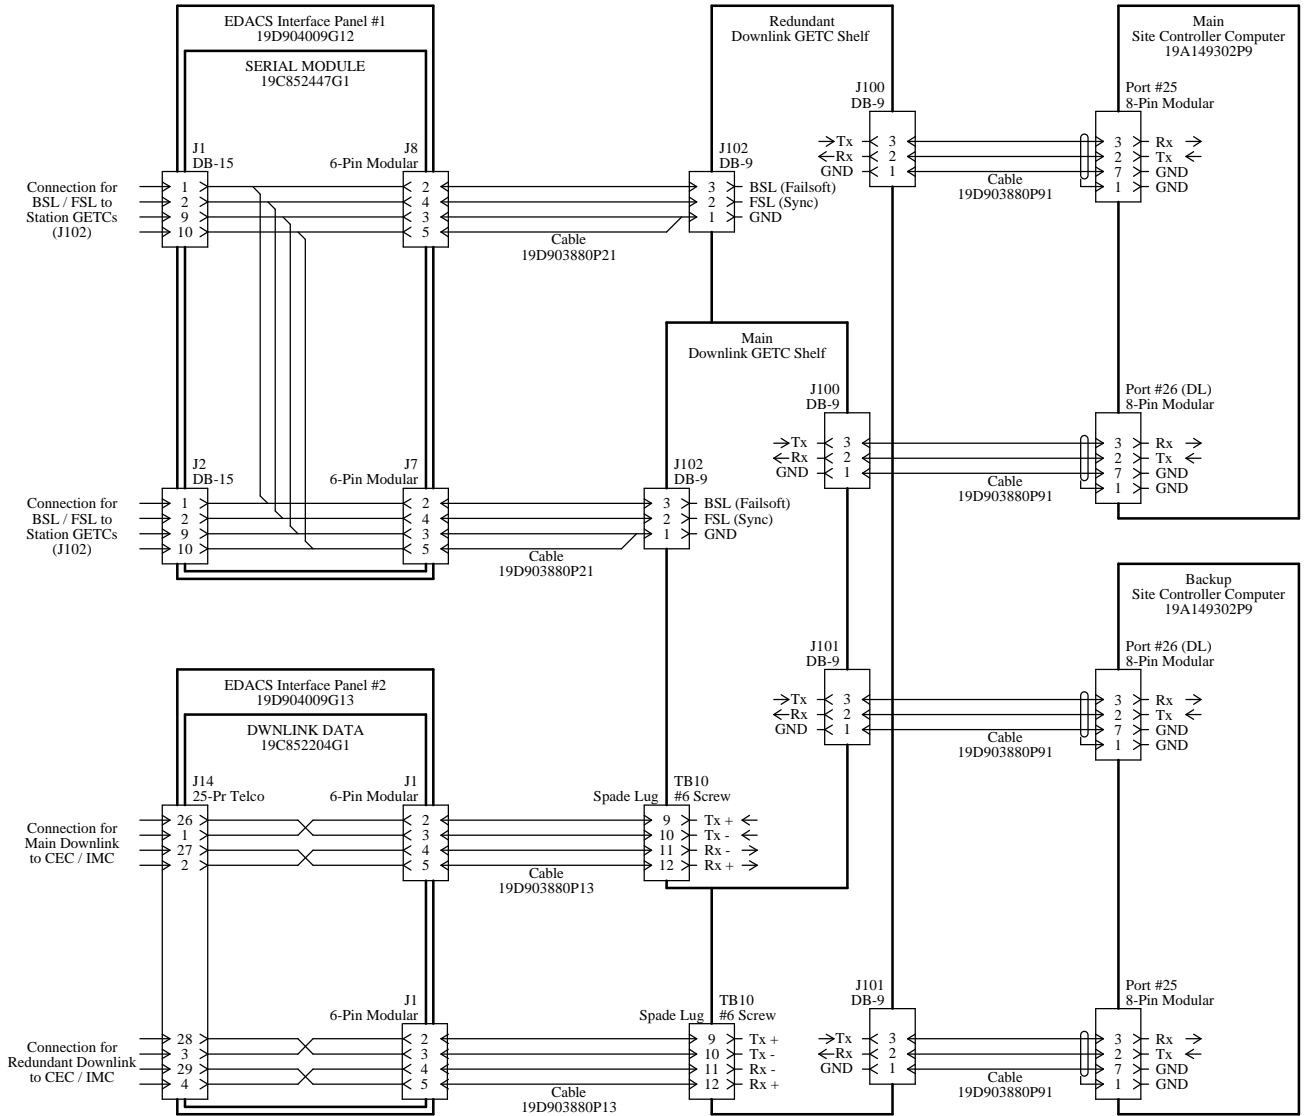 EDACS Interface Panel #1
19D904009G12
SERIAL MODULE
19C852447G1
J1
DB-15
J8
6-Pin Modular
Connection for
BSL / FSL to
Station GETCs
(J102)
1
2
9
10
2
4
3
5
Cable
19D903880P21
J102
DB-9
3
2
1
BSL (Failsoft)
FSL (Sync)
GND
Redundant
Downlink GETC Shelf
J100
DB-9
Tx
Rx
GND
3
2
1
Cable
19D903880P91
Main
Site Controller Computer
19A149302P9
Port #25
8-Pin Modular
3
2
7
1
Rx
Tx
GND
GND
J2
DB-15
J7
6-Pin Modular
Connection for
BSL / FSL to
Station GETCs
(J102)
1
2
9
10
2
4
3
5
Cable
19D903880P21
J102
DB-9
3
2
1
BSL (Failsoft)
FSL (Sync)
GND
Main
Downlink GETC Shelf
J100
DB-9
Tx
Rx
GND
3
2
1
Cable
19D903880P91
Port #26 (DL)
8-Pin Modular
3
2
7
1
Rx
Tx
GND
GND
Backup
Site Controller Computer
19A149302P9
J101
DB-9
Tx
Rx
GND
3
2
1
Cable
19D903880P91
Port #26 (DL)
8-Pin Modular
3
2
7
1
Rx
Tx
GND
GND
EDACS Interface Panel #2
19D904009G13
DWNLINK DATA
19C852204G1
J14
25-Pr Telco
J1
6-Pin Modular
Connection for
Main Downlink
to CEC / IMC
26
1
27
2
2
3
4
5
Cable
19D903880P13
Spade Lug
TB10
#6 Screw
9
10
11
12
Tx +
Tx -
Rx -
Rx +
J1
6-Pin Modular
Connection for
Redundant Downlink
to CEC / IMC
28
3
29
4
2
3
4
5
Cable
19D903880P13
Spade Lug
TB10
#6 Screw
9
10
11
12
Tx +
Tx -
Rx -
Rx +
J101
DB-9
Tx
Rx
GND
3
2
1
Cable
19D903880P91
Port #25
8-Pin Modular
3
2
7
1
Rx
Tx
GND
GND